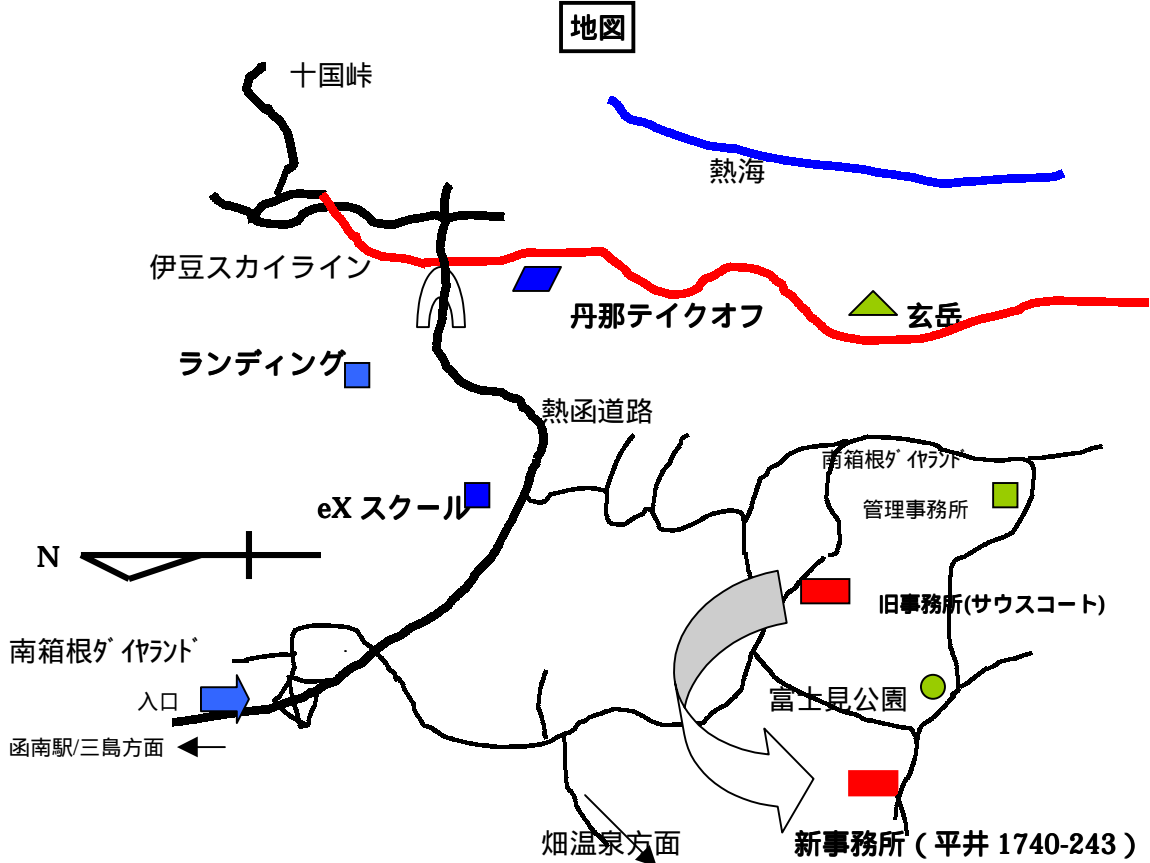 地図
十国峠
熱海
伊豆スカイライン
丹那テイクオフ
玄岳
ランディング
熱函道路
南箱根ﾀﾞｲﾔﾗﾝﾄﾞ
管理事務所
eX スクール
N
旧事務所(サウスコート)
南箱根ﾀﾞｲﾔﾗﾝﾄﾞ
入口
富士見公園
函南駅/三島方面
畑温泉方面
新事務所（平井 1740-243）